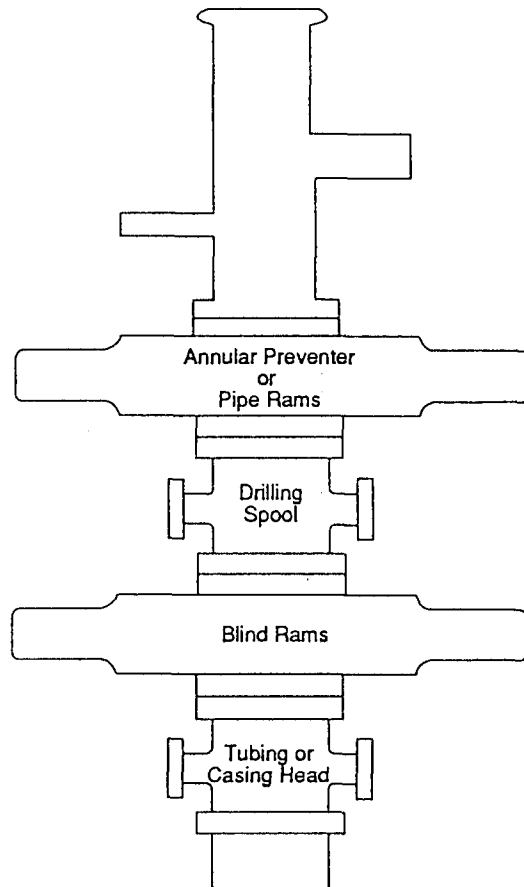 Annular Preventer
or
Pipe Rams
Drilling
Spool
Blind Rams
Tubing or
Casing Head